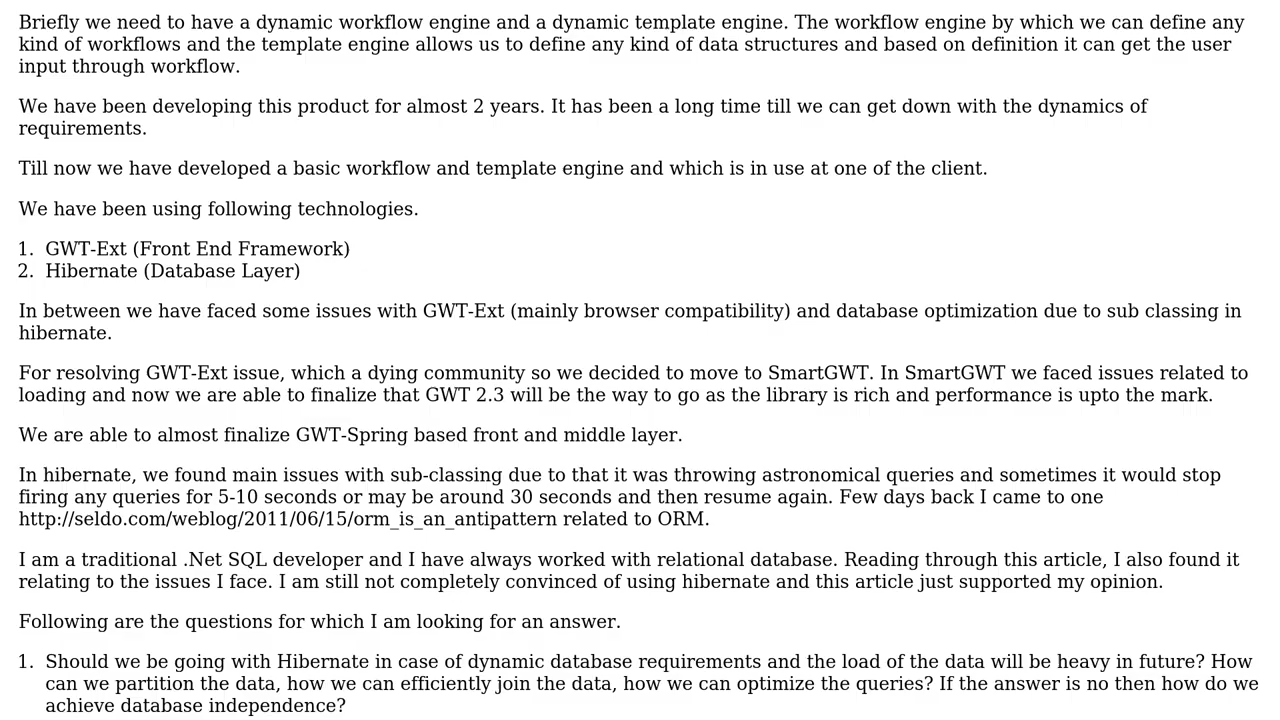 Briefly we need to have a dynamic workflow engine and a dynamic template engine. The workflow engine by which we can define any
kind of workflows and the template engine allows us to define any kind of data structures and based on definition it can get the user
input through workflow.
We have been developing this product for almost 2 years. It has been a long time till we can get down with the dynamics of
requirements.
Till now we have developed a basic workflow and template engine and which is in use at one of the client.
We have been using following technologies.
1. GWT-Ext (Front End Framework)
2. Hibernate (Database Layer)
In between we have faced some issues with GWT-Ext (mainly browser compatibility) and database optimization due to sub classing in
hibernate.
For resolving GWT-Ext issue, which a dying community so we decided to move to SmartGWT. In SmartGWT we faced issues related to
loading and now we are able to finalize that GWT 2.3 will be the way to go as the library is rich and performance is upto the mark.
We are able to almost finalize GWT-Spring based front and middle layer.
In hibernate, we found main issues with sub-classing due to that it was throwing astronomical queries and sometimes it would stop
firing any queries for 5-10 seconds or may be around 30 seconds and then resume again. Few days back I came to one
http://seldo.com/weblog/2011/06/15/orm_is_an_antipattern related to ORM.
I am a traditional .Net SQL developer and I have always worked with relational database. Reading through this article, I also found it
relating to the issues I face. I am still not completely convinced of using hibernate and this article just supported my opinion.
Following are the questions for which I am looking for an answer.
1. Should we be going with Hibernate in case of dynamic database requirements and the load of the data will be heavy in future? How
can we partition the data, how we can efficiently join the data, how we can optimize the queries? If the answer is no then how do we
achieve database independence?